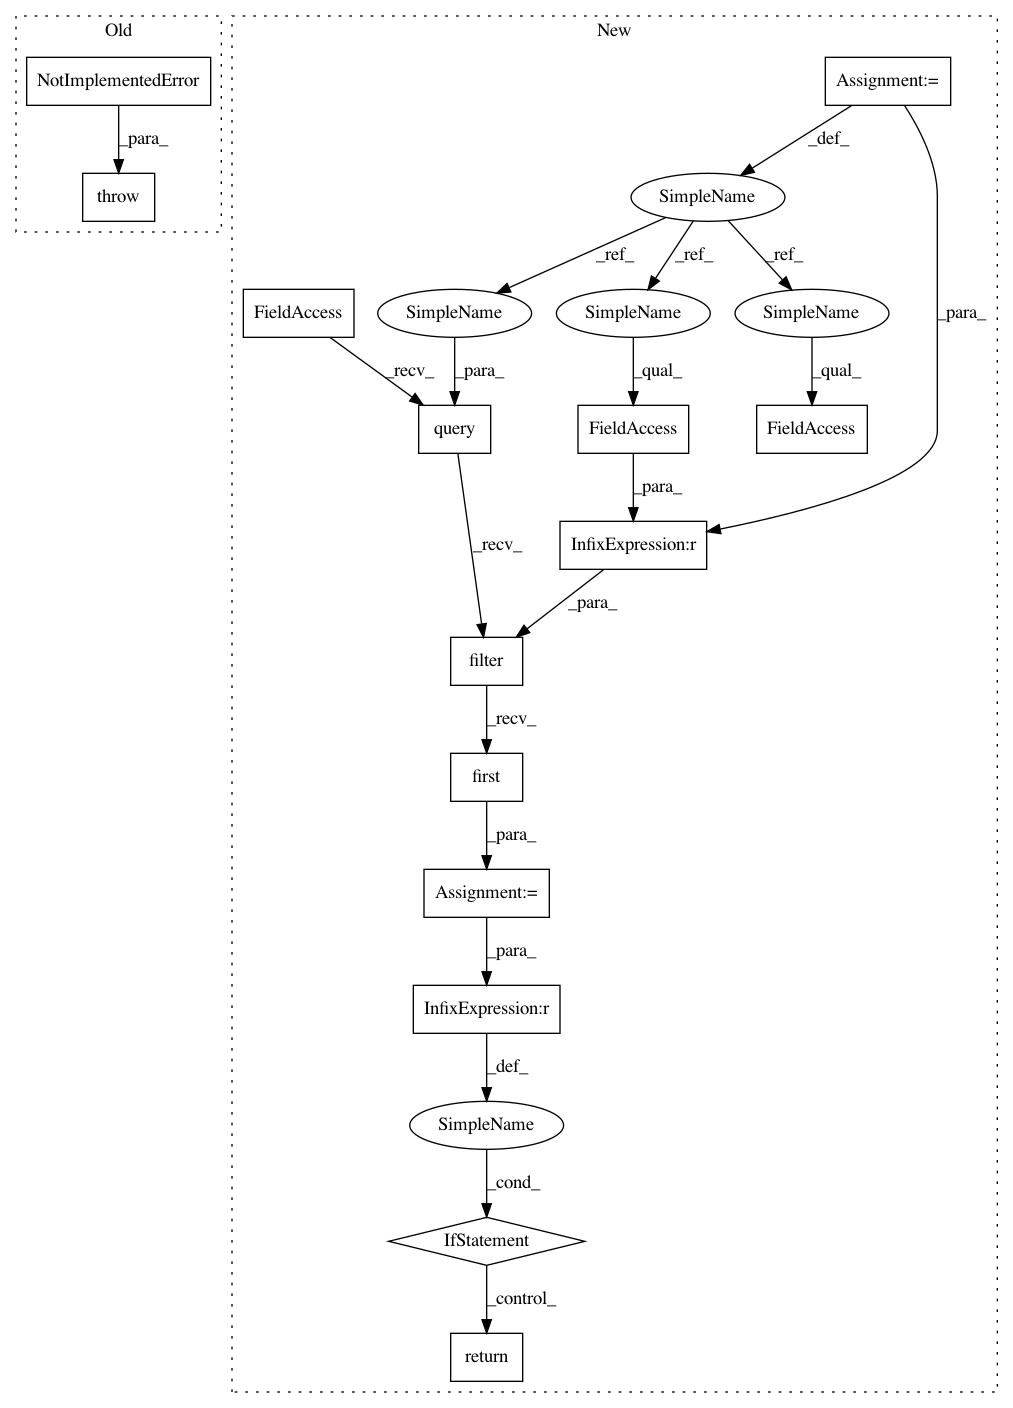 Old
New
NotImplementedError
Assignment:=
_para_
_def_
throw
SimpleName
_ref_
_ref_
_ref_
FieldAccess
SimpleName
SimpleName
SimpleName
_para_
_recv_
_para_
_qual_
_qual_
query
FieldAccess
FieldAccess
_para_
_recv_
InfixExpression:r
_para_
filter
_recv_
first
_para_
Assignment:=
_para_
InfixExpression:r
_def_
SimpleName
_cond_
IfStatement
_control_
return